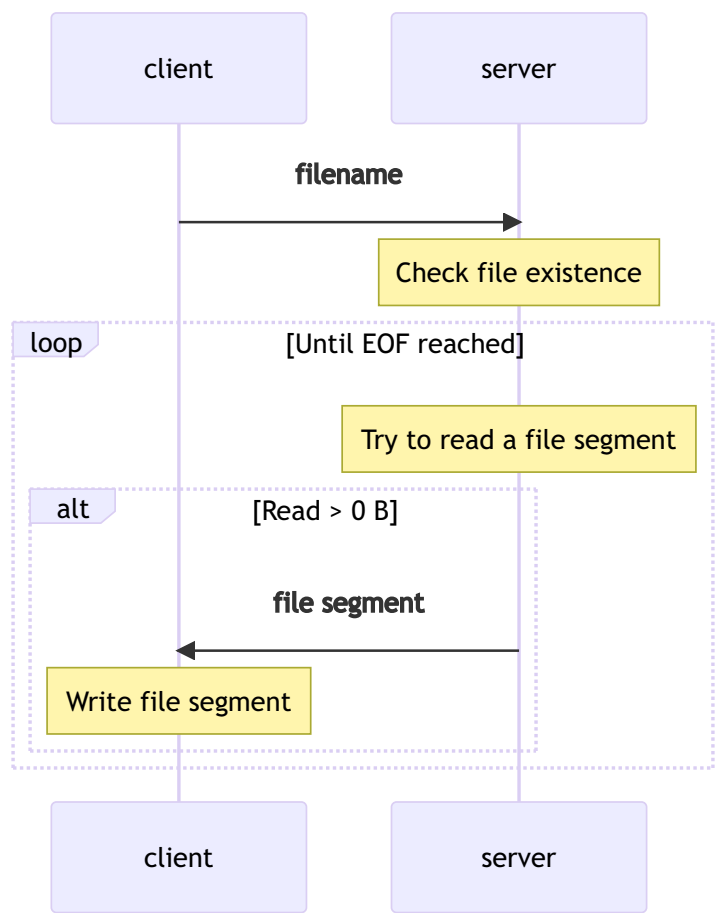 client
server
filename
Check file existence
loop
[Until EOF reached]
Try to read a file segment
alt
[Read > 0 B]
file segment
Write file segment
client
server